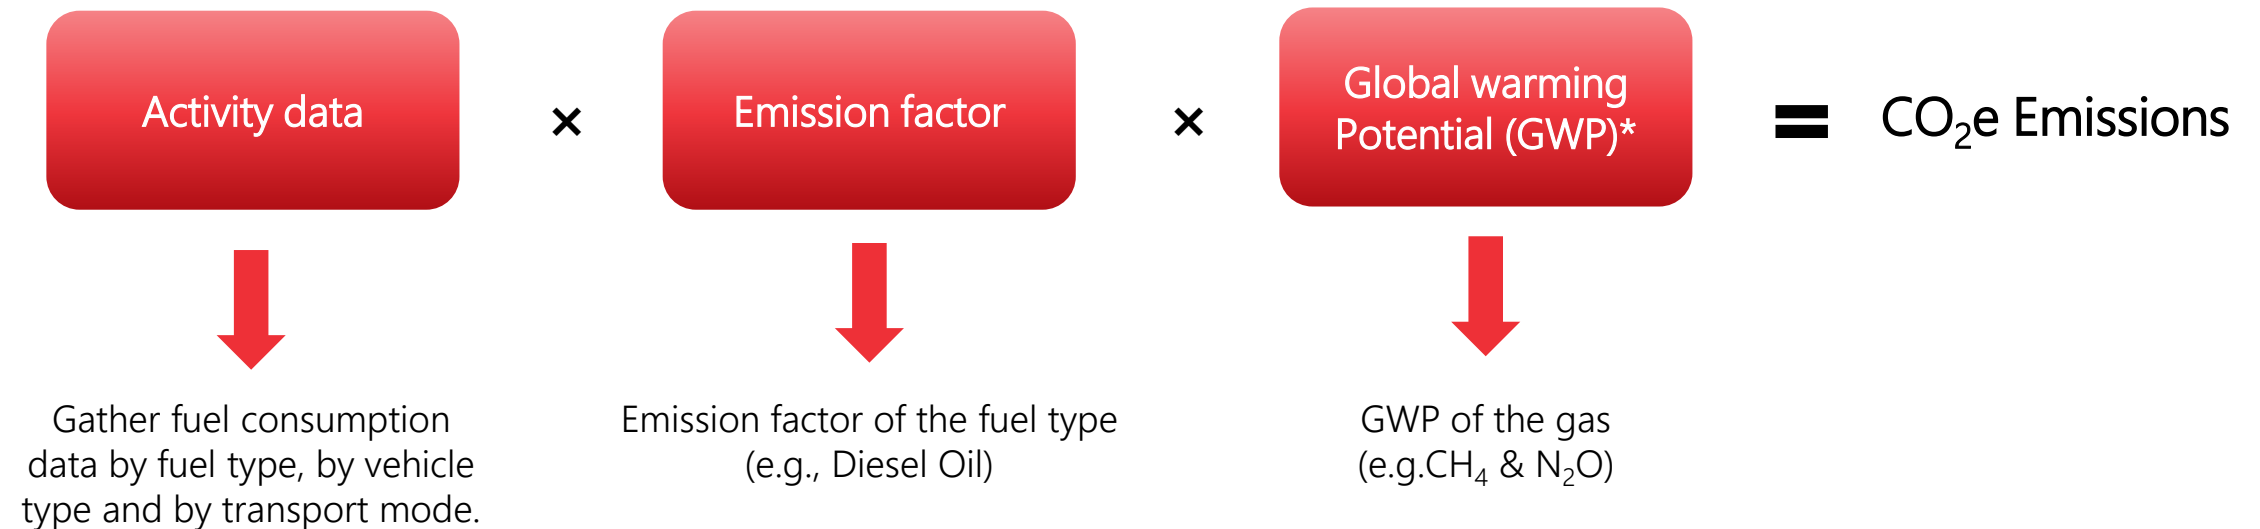 Activity data
×
Emission factor
×
Global warming
Potential (GWP)*
=
CO₂e Emissions
Gather fuel consumption
data by fuel type, by vehicle
type and by transport mode.
Emission factor of the fuel type
(e.g., Diesel Oil)
GWP of the gas
(e.g.CH₄ & N₂O)